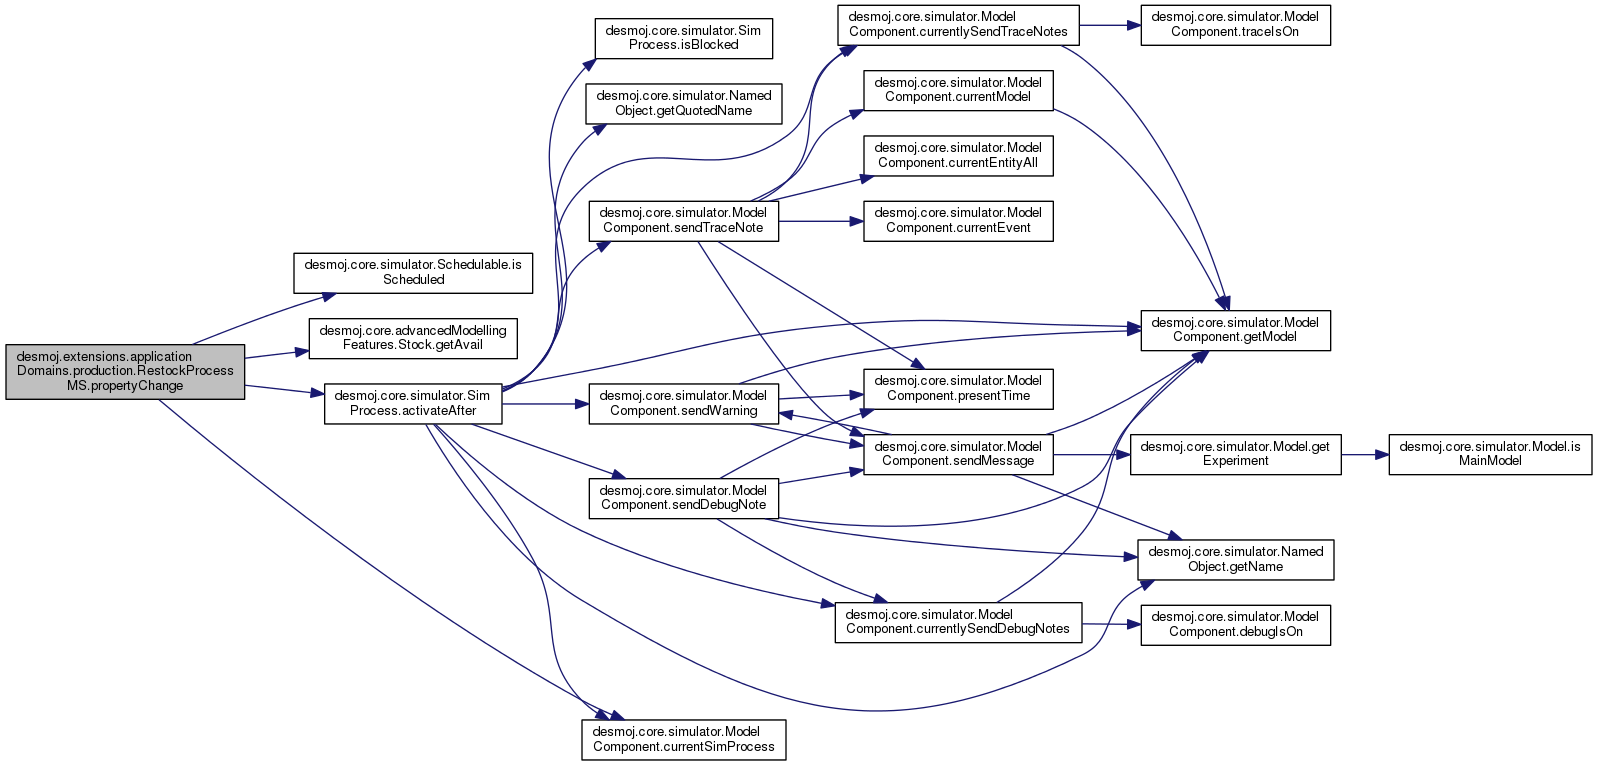 desmoj.extensions.application
Domains.production.RestockProcess
MS.propertyChange
desmoj.core.simulator.Schedulable.is
Scheduled
desmoj.core.advancedModelling
Features.Stock.getAvail
desmoj.core.simulator.Sim
Process.activateAfter
desmoj.core.simulator.Sim
Process.isBlocked
desmoj.core.simulator.Named
Object.getQuotedName
desmoj.core.simulator.Model
Component.sendTraceNote
desmoj.core.simulator.Model
Component.sendWarning
desmoj.core.simulator.Model
Component.sendDebugNote
desmoj.core.simulator.Model
Component.currentSimProcess
desmoj.core.simulator.Model
Component.currentlySendTraceNotes
desmoj.core.simulator.Model
Component.currentModel
desmoj.core.simulator.Model
Component.currentEntityAll
desmoj.core.simulator.Model
Component.currentEvent
desmoj.core.simulator.Model
Component.presentTime
desmoj.core.simulator.Model
Component.sendMessage
desmoj.core.simulator.Model
Component.currentlySendDebugNotes
desmoj.core.simulator.Model
Component.traceIsOn
desmoj.core.simulator.Model
Component.getModel
desmoj.core.simulator.Model.get
Experiment
desmoj.core.simulator.Named
Object.getName
desmoj.core.simulator.Model
Component.debugIsOn
desmoj.core.simulator.Model.is
MainModel